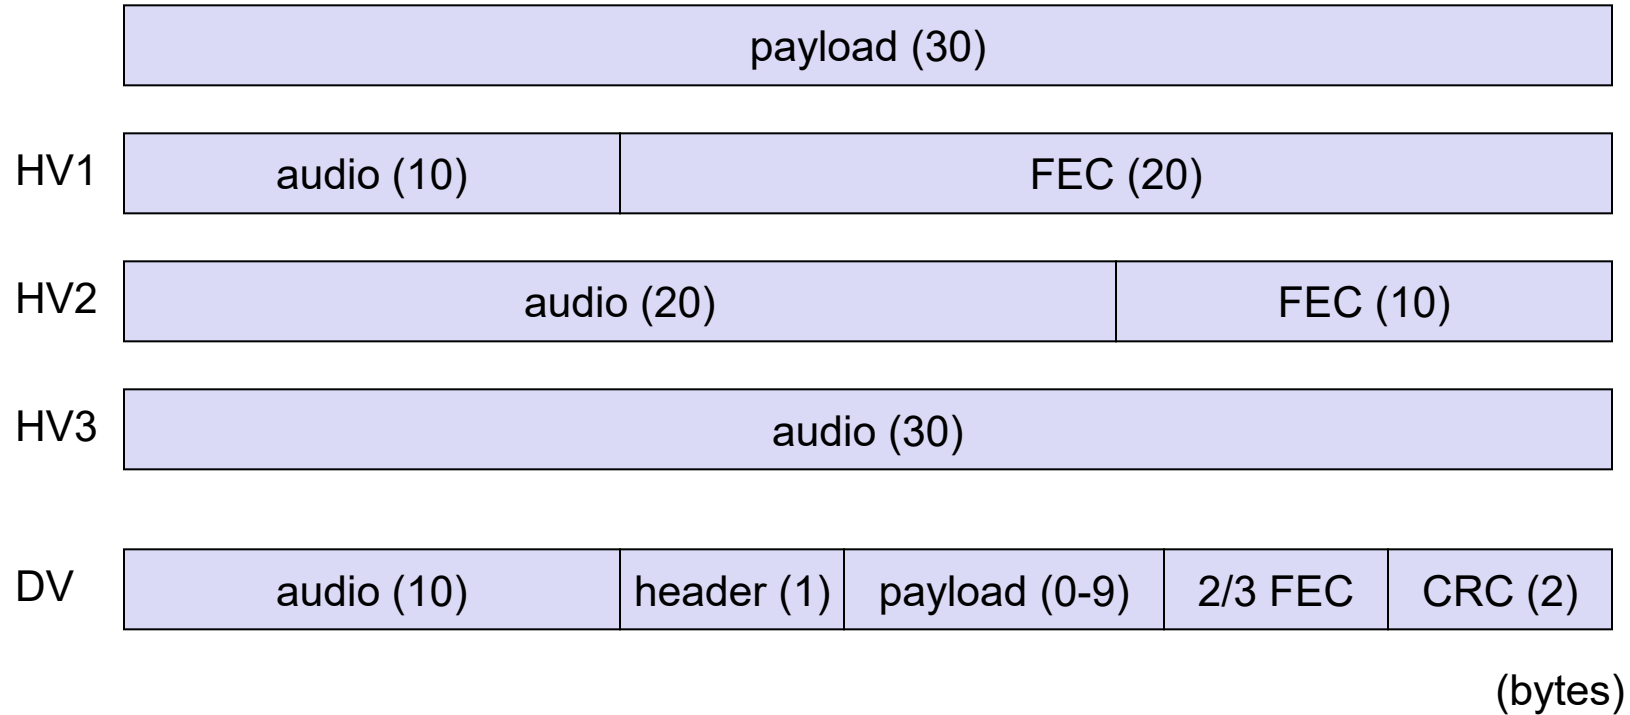 payload (30)
HV1 audio (10) FEC (20)
HV2 audio (20) FEC (10)
HV3 audio (30)
DV audio (10) header (1) payload (0-9) 2/3 FEC CRC (2)
(bytes)